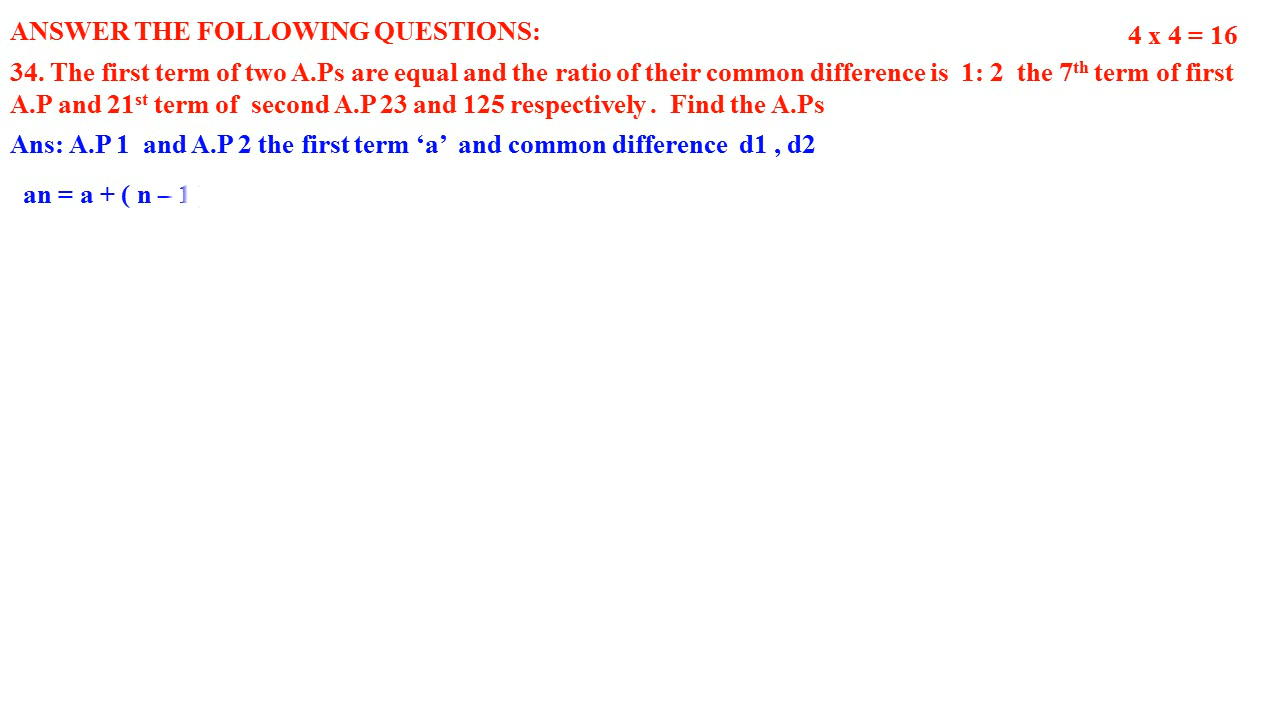 ANSWER THE FOLLOWING QUESTIONS:
4 x 4 = 16
34. The first term of two A.Ps are equal and the ratio of their common difference is 1: 2 the 7th term of first
A.P and 21st term of second A.P 23 and 125 respectively . Find the A.Ps
Ans: A.P 1 and A.P 2 the first term ‘a’ and common difference d1 , d2
an = a + ( n – 1